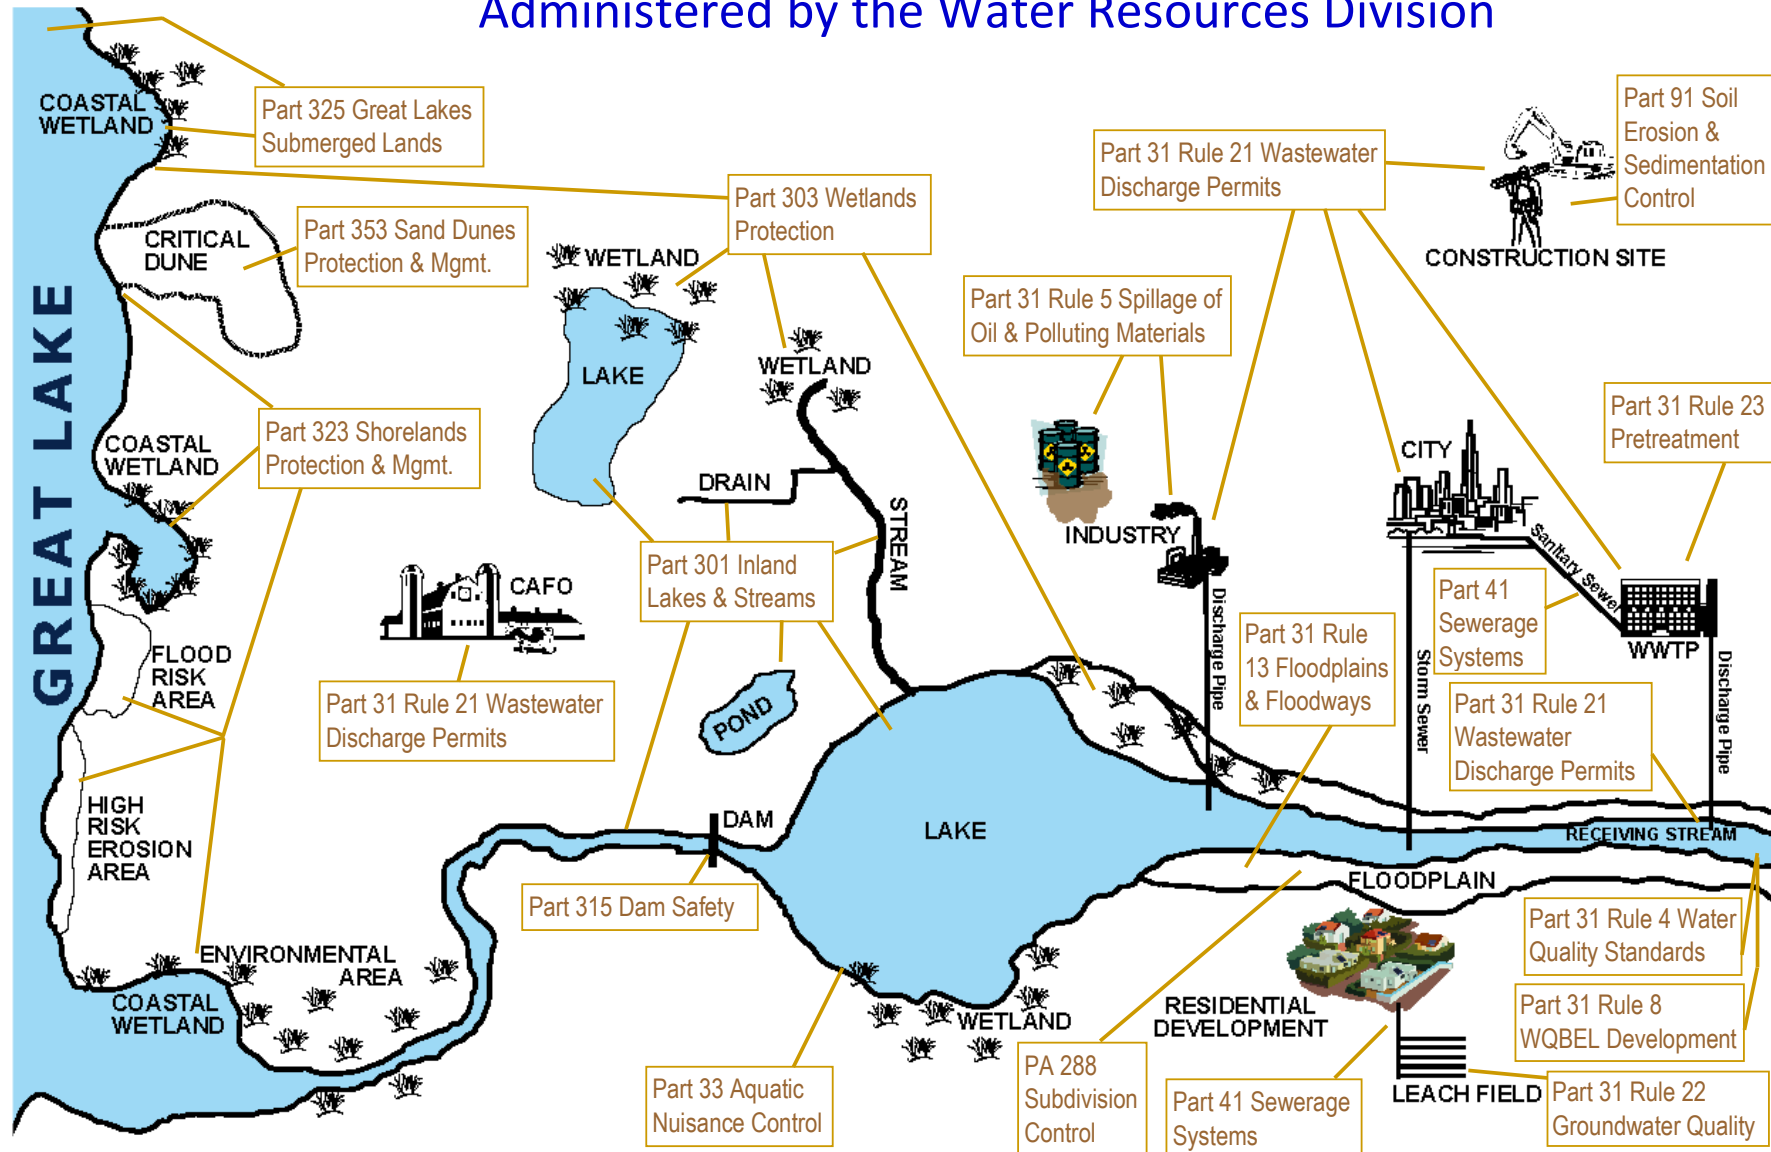 Administered by the Water Resources Division
COASTAL
WETLAND
Part 325 Great Lakes
Submerged Lands
Part 31 Rule 21 Wastewater
Discharge Permits
Part 91 Soil
Erosion &
Sedimentation
Control
CONSTRUCTION SITE
Part 303 Wetlands
Protection
CRITICAL
DUNE
Part 353 Sand Dunes
Protection & Mgmt.
WETLAND
LAKE
WETLAND
Part 31 Rule 5 Spillage of
Oil & Polluting Materials
GREAT LAKE
COASTAL
WETLAND
Part 323 Shorelands
Protection & Mgmt.
DRAIN
STREAM
INDUSTRY
CITY
Part 31 Rule 23
Pretreatment
Sanitary Sewer
Part 301 Inland
Lakes & Streams
CAFO
Discharge Pipe
Part 31 Rule
13 Floodplains
& Floodways
Part 41
Sewerage
Systems
WWTP
Storm Sewer
Discharge Pipe
FLOOD
RISK
AREA
Part 31 Rule 21 Wastewater
Discharge Permits
POND
Part 31 Rule 21
Wastewater
Discharge Permits
HIGH
RISK
EROSION
AREA
DAM
LAKE
RECEIVING STREAM
FLOODPLAIN
Part 315 Dam Safety
Part 31 Rule 4 Water
Quality Standards
ENVIRONMENTAL
AREA
COASTAL
WETLAND
WETLAND
RESIDENTIAL
DEVELOPMENT
Part 31 Rule 8
WQBEL Development
PA 288
Subdivision
Control
Part 33 Aquatic
Nuisance Control
Part 41 Sewerage
Systems
LEACH FIELD
Part 31 Rule 22
Groundwater Quality